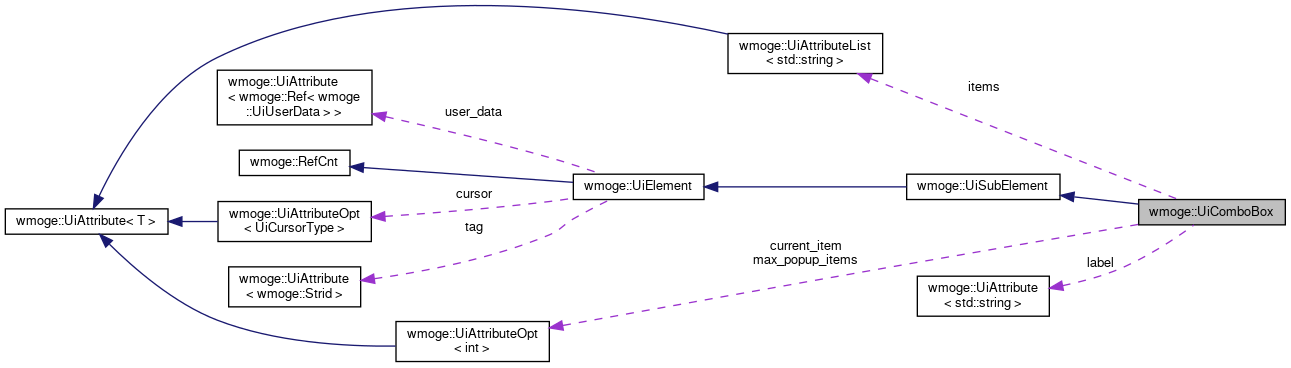 wmoge::UiAttributeList
< std::string >
items
wmoge::UiAttribute
< wmoge::Ref< wmoge
::UiUserData > >
user_data
wmoge::RefCnt
wmoge::UiElement
wmoge::UiSubElement
wmoge::UiComboBox
cursor
wmoge::UiAttribute< T >
wmoge::UiAttributeOpt
< UiCursorType >
tag
current_item
max_popup_items
label
wmoge::UiAttribute
< wmoge::Strid >
wmoge::UiAttribute
< std::string >
wmoge::UiAttributeOpt
< int >